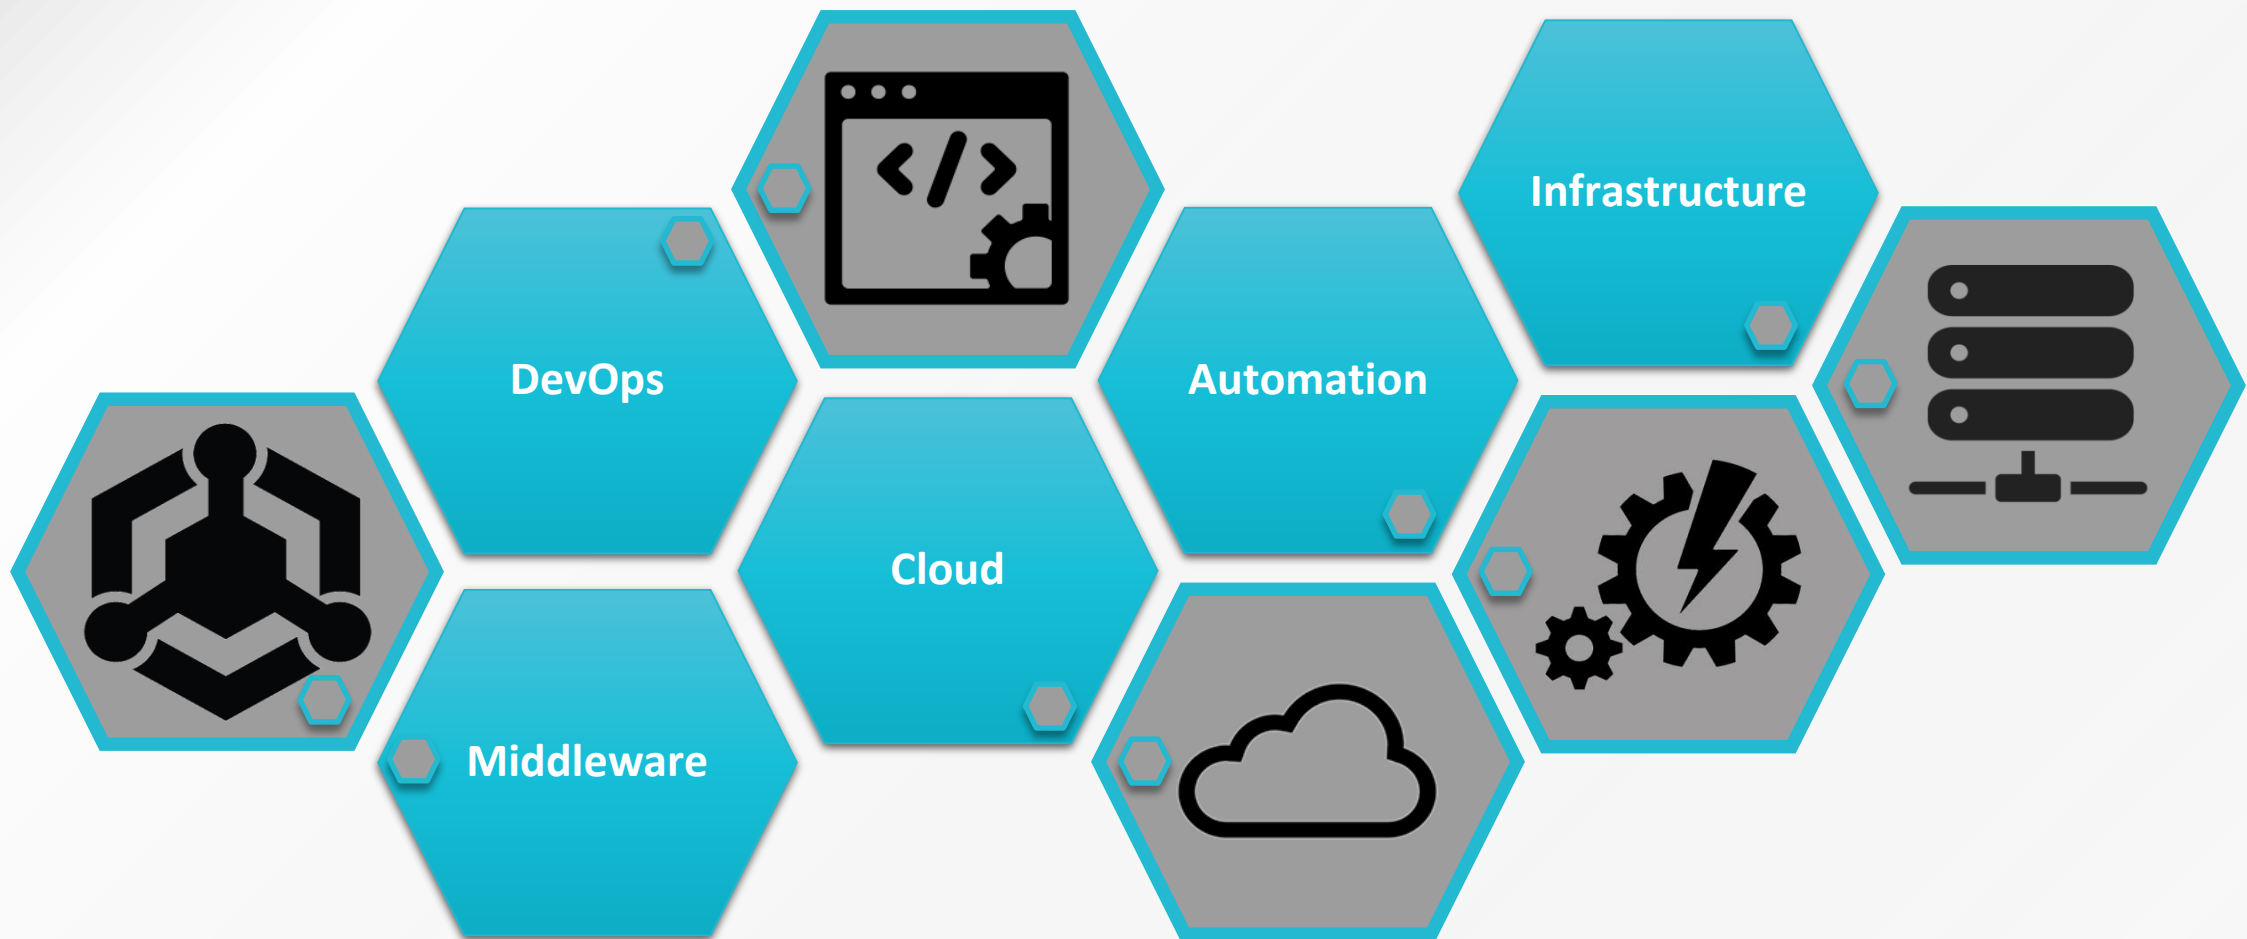 Infrastructure
DevOps
Automation
Cloud
Middleware